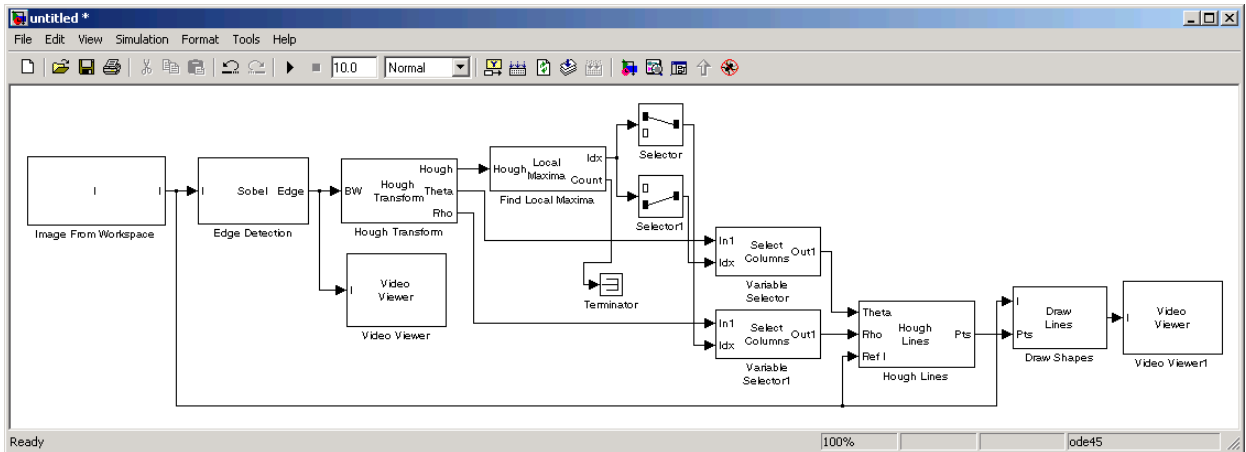 untitled *
File Edit View Simulation Format Tools Help
10.0 Normal
I I
Image From Workspace
I Sobel Edge
Edge Detection
BW Hough Transform Hough Theta Rho
Hough Transform
Video Viewer
I
Video Viewer
Hough Local Maxima Idx Count
Find Local Maxima
Selector
Selector1
Terminator
In1 Idx Select Columns Out1
Variable Selector
In1 Idx Select Columns Out1
Variable Selector1
Theta Rho Ref I Hough Lines Pts
Hough Lines
I Pts Draw Lines
Draw Shapes
I Video Viewer
Video Viewer1
Ready 100% ode45